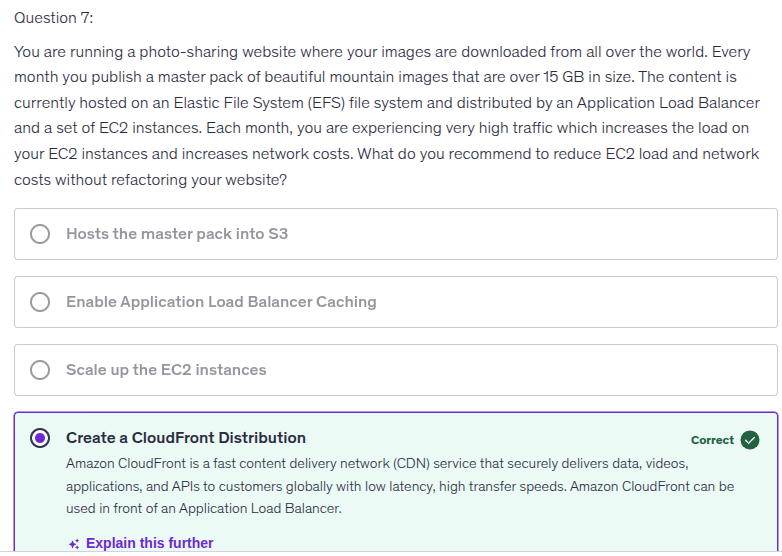 Question 7:
You are running a photo-sharing website where your images are downloaded from all over the world. Every
month you publish a master pack of beautiful mountain images that are over 15 GB in size. The content is
currently hosted on an Elastic File System (EFS) file system and distributed by an Application Load Balancer
and a set of EC2 instances. Each month, you are experiencing very high traffic which increases the load on
your EC2 instances and increases network costs. What do you recommend to reduce EC2 load and network
costs without refactoring your website?
Hosts the master pack into S3
Enable Application Load Balancer Caching
Scale up the EC2 instances
Create a CloudFront Distribution
Correct
Amazon CloudFront is a fast content delivery network (CDN) service that securely delivers data, videos,
applications, and APIs to customers globally with low latency, high transfer speeds. Amazon CloudFront can be
used in front of an Application Load Balancer.
Explain this further